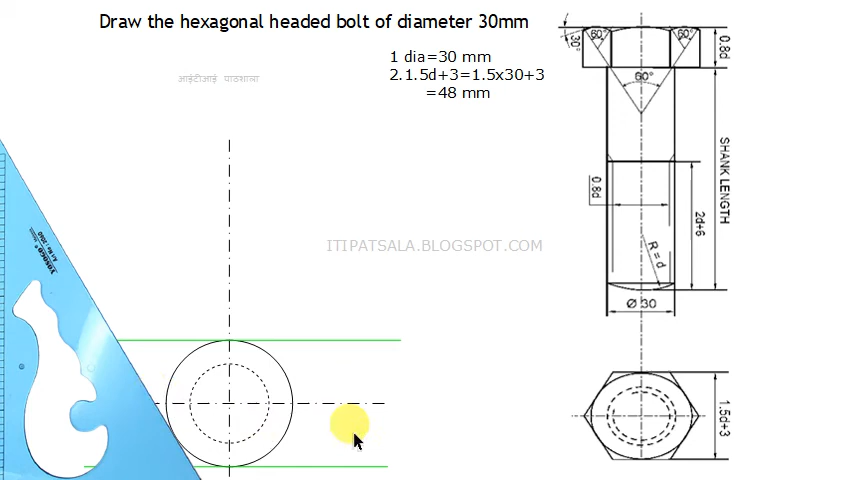 Draw the hexagonal headed bolt of diameter 30mm
1 dia=30 mm
2.1.5d+3=1.5x30+3
=48 mm
आईटीआई पाठशाला
ITIPATSALA.BLOGSPOT.COM
60°
60°
30°
0.8d
60°
SHANK LENGTH
0.8d
2d+6
R = d
Ø 30
1.5d+3